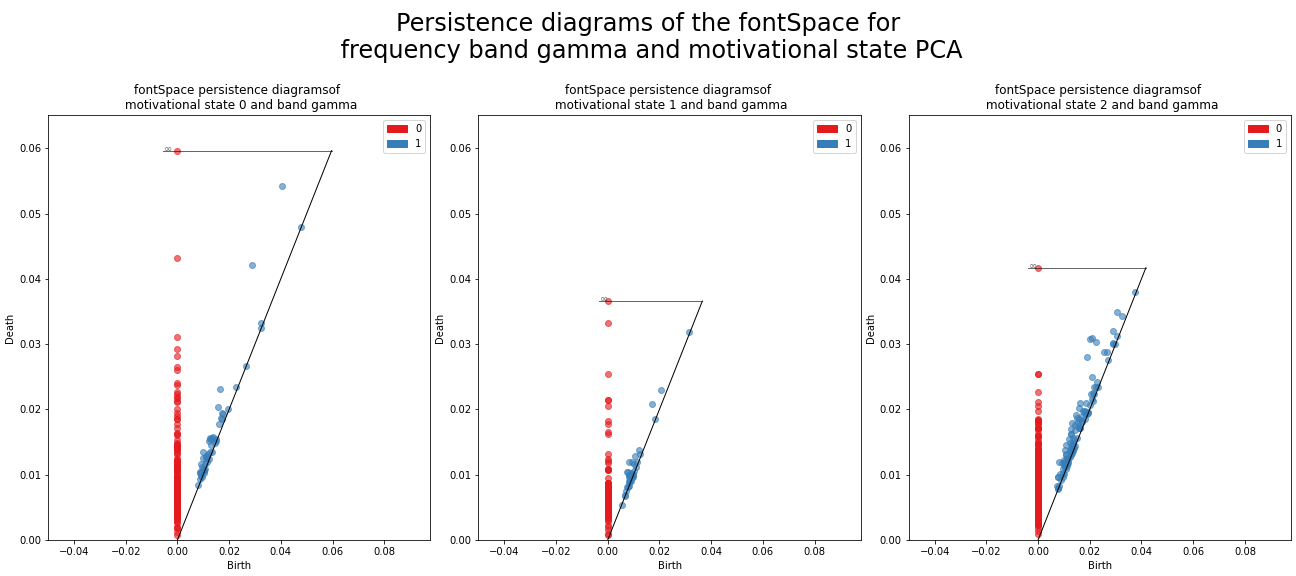 Persistence diagrams of the fontSpace for
frequency band gamma and motivational state PCA
fontSpace persistence diagramsof
motivational state 0 and band gamma
0
1
∞
0.06
0.05
0.04
0.03
0.02
0.01
0.00
Death
−0.04 −0.02 0.00 0.02 0.04 0.06 0.08
Birth
fontSpace persistence diagramsof
motivational state 1 and band gamma
0
1
∞
0.06
0.05
0.04
0.03
0.02
0.01
0.00
Death
−0.04 −0.02 0.00 0.02 0.04 0.06 0.08
Birth
fontSpace persistence diagramsof
motivational state 2 and band gamma
0
1
∞
0.06
0.05
0.04
0.03
0.02
0.01
0.00
Death
−0.04 −0.02 0.00 0.02 0.04 0.06 0.08
Birth